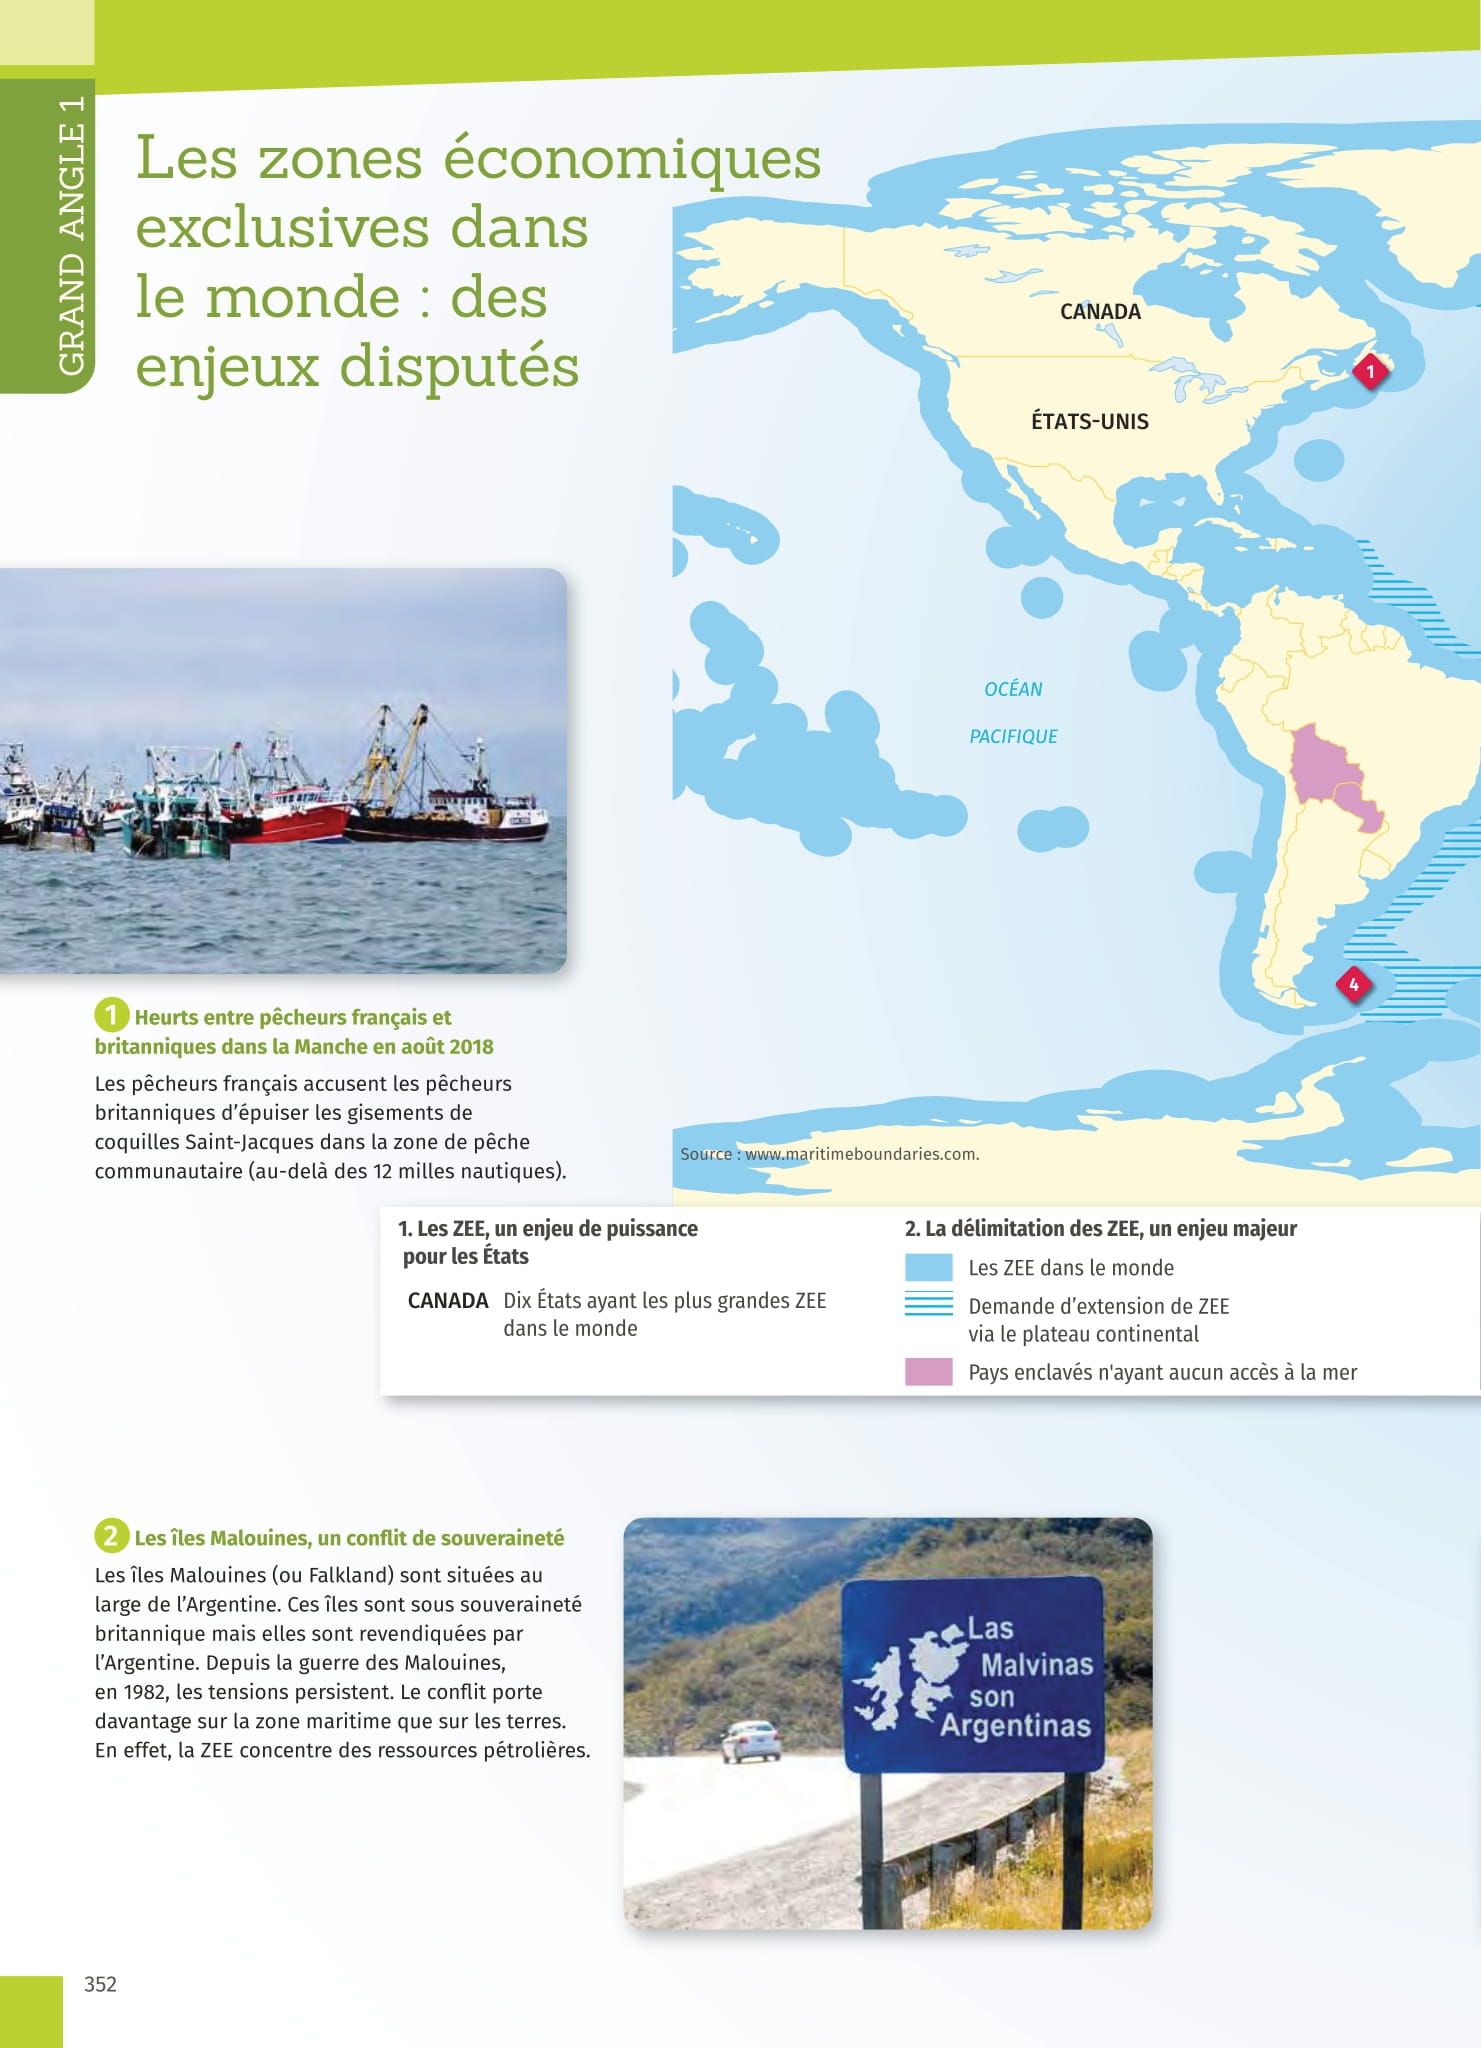 GRAND ANGLE 1
Les zones économiques
exclusives dans
le monde : des
enjeux disputés
CANADA
1
ÉTATS-UNIS
OCÉAN
PACIFIQUE
4
Source : www.maritimeboundaries.com.
1 Heurts entre pêcheurs français et
britanniques dans la Manche en août 2018
Les pêcheurs français accusent les pêcheurs
britanniques d’épuiser les gisements de
coquilles Saint-Jacques dans la zone de pêche
communautaire (au-delà des 12 milles nautiques).
1. Les ZEE, un enjeu de puissance
pour les États
CANADA Dix États ayant les plus grandes ZEE
dans le monde
2. La délimitation des ZEE, un enjeu majeur
Les ZEE dans le monde
Demande d’extension de ZEE
via le plateau continental
Pays enclavés n'ayant aucun accès à la mer
2 Les îles Malouines, un conflit de souveraineté
Les îles Malouines (ou Falkland) sont situées au
large de l’Argentine. Ces îles sont sous souveraineté
britannique mais elles sont revendiquées par
l’Argentine. Depuis la guerre des Malouines,
en 1982, les tensions persistent. Le conflit porte
davantage sur la zone maritime que sur les terres.
En effet, la ZEE concentre des ressources pétrolières.
Las
Malvinas
son
Argentinas
352